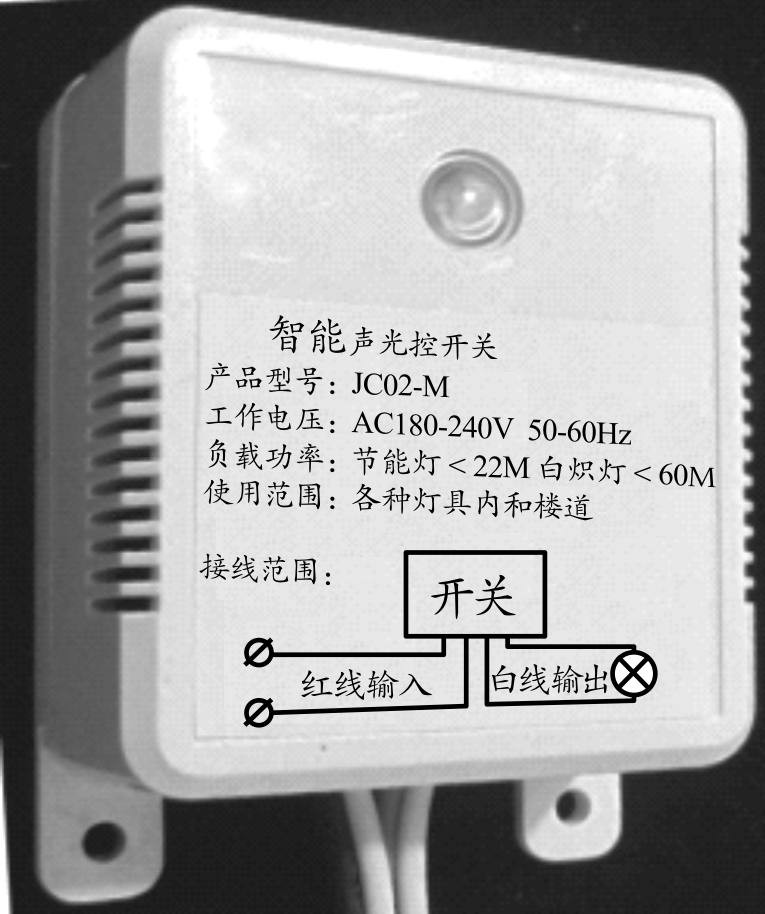 智能声光控开关
产品型号：JC02-M
工作电压：AC180-240V 50-60Hz
负载功率：节能灯＜22M 白炽灯＜60M
使用范围：各种灯具内和楼道
接线范围：
开关
红线输入
白线输出